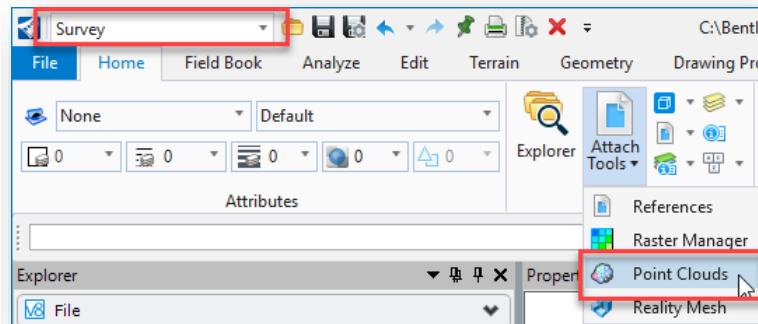 Survey
C:\Bentl
File Home Field Book Analyze Edit Terrain Geometry Drawing Pro
None Default
0 0 0 0 0
Explorer Attach Tools
Attributes
References
Raster Manager
Explorer Propert Point Clouds
V8 File Reality Mesh